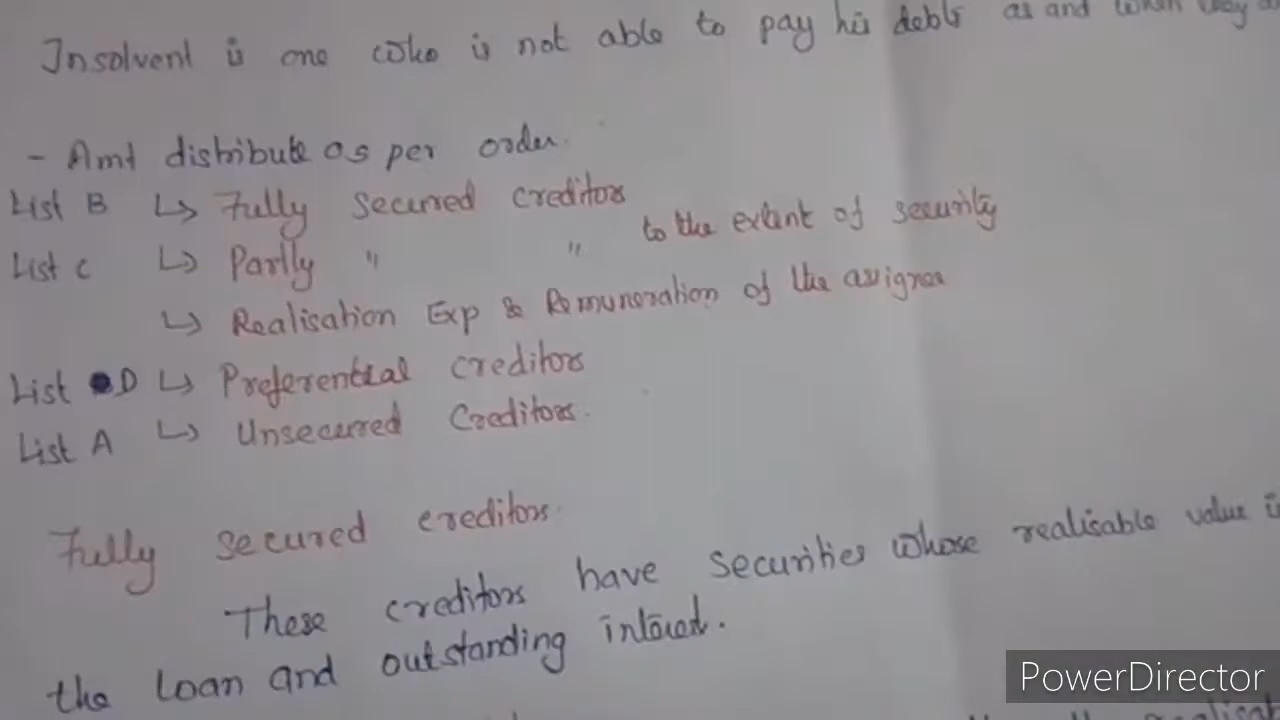 Insolvent is one who is not able to pay his debts as and when they
- Amt distribute as per order.
List B ↳ Fully secured creditors
List C ↳ Partly " " to the extent of security
↳ Realisation Exp & Remuneration of the assignee
List D ↳ Preferential creditors
List A ↳ Unsecured Creditors.
Fully secured creditors.
These creditors have securities whose realisable value is
the loan and outstanding interest.
PowerDirector